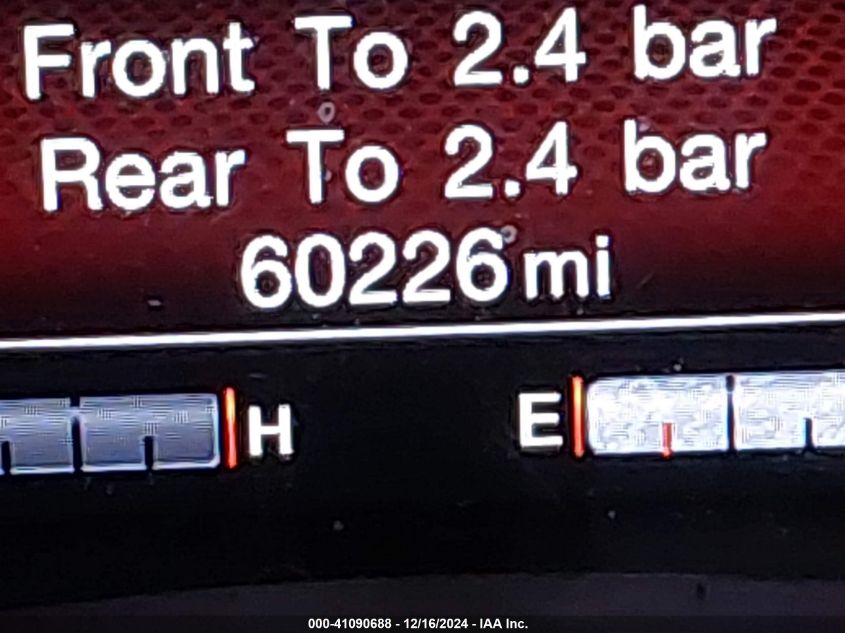 Front To 2.4 bar
Rear To 2.4 bar
60226 mi
H E
000-41090688 - 12/16/2024 - IAA Inc.